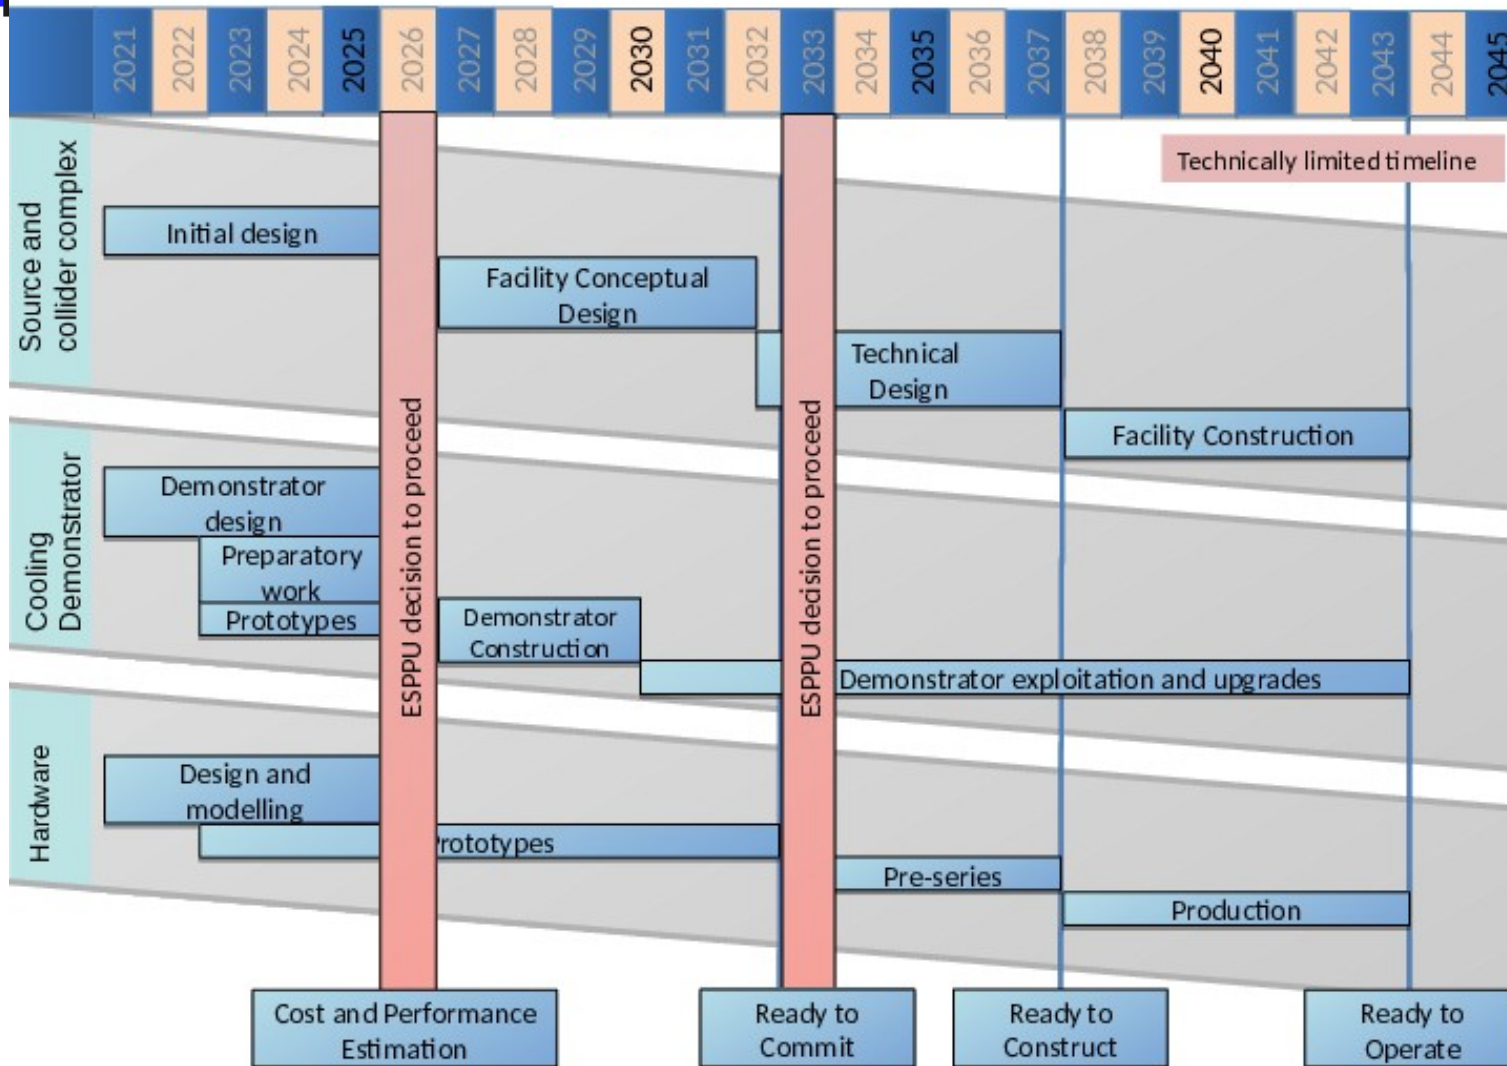 2021 2022 2023 2024 2025 2026 2027 2028 2029 2030 2031 2032 2033 2034 2035 2036 2037 2038 2039 2040 2041 2042 2043 2044 2045
Technically limited timeline
Source and
collider complex
Initial design
Facility Conceptual
Design
Technical
Design
Facility Construction
ESPPU decision to proceed
ESPPU decision to proceed
Cooling
Demonstrator
Demonstrator
design
Preparatory
work
Prototypes
Demonstrator
Construction
Demonstrator exploitation and upgrades
Hardware
Design and
modelling
Prototypes
Pre-series
Production
Cost and Performance
Estimation
Ready to
Commit
Ready to
Construct
Ready to
Operate